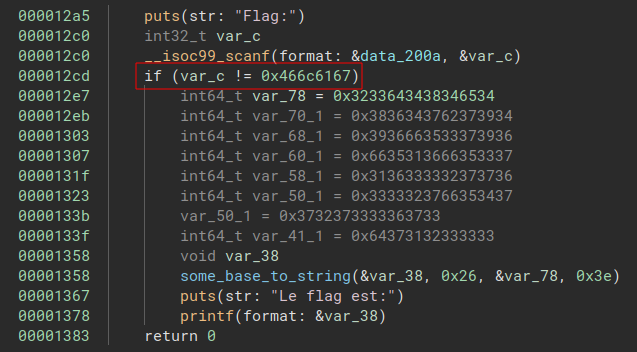 000012a5 puts(str: "Flag:")
000012c0 int32_t var_c
000012c0 __isoc99_scanf(format: &data_200a, &var_c)
000012cd if (var_c != 0x466c6167)
000012e7 int64_t var_78 = 0x3233643438346534
000012eb int64_t var_70_1 = 0x3836343762373934
00001303 int64_t var_68_1 = 0x3936663533373936
00001307 int64_t var_60_1 = 0x6635313666353337
0000131f int64_t var_58_1 = 0x3136333332373736
00001323 int64_t var_50_1 = 0x3333323766353437
0000133b var_50_1 = 0x3732373333363733
0000133f int64_t var_41_1 = 0x64373132333333
00001358 void var_38
00001358 some_base_to_string(&var_38, 0x26, &var_78, 0x3e)
00001367 puts(str: "Le flag est:")
00001378 printf(format: &var_38)
00001383 return 0